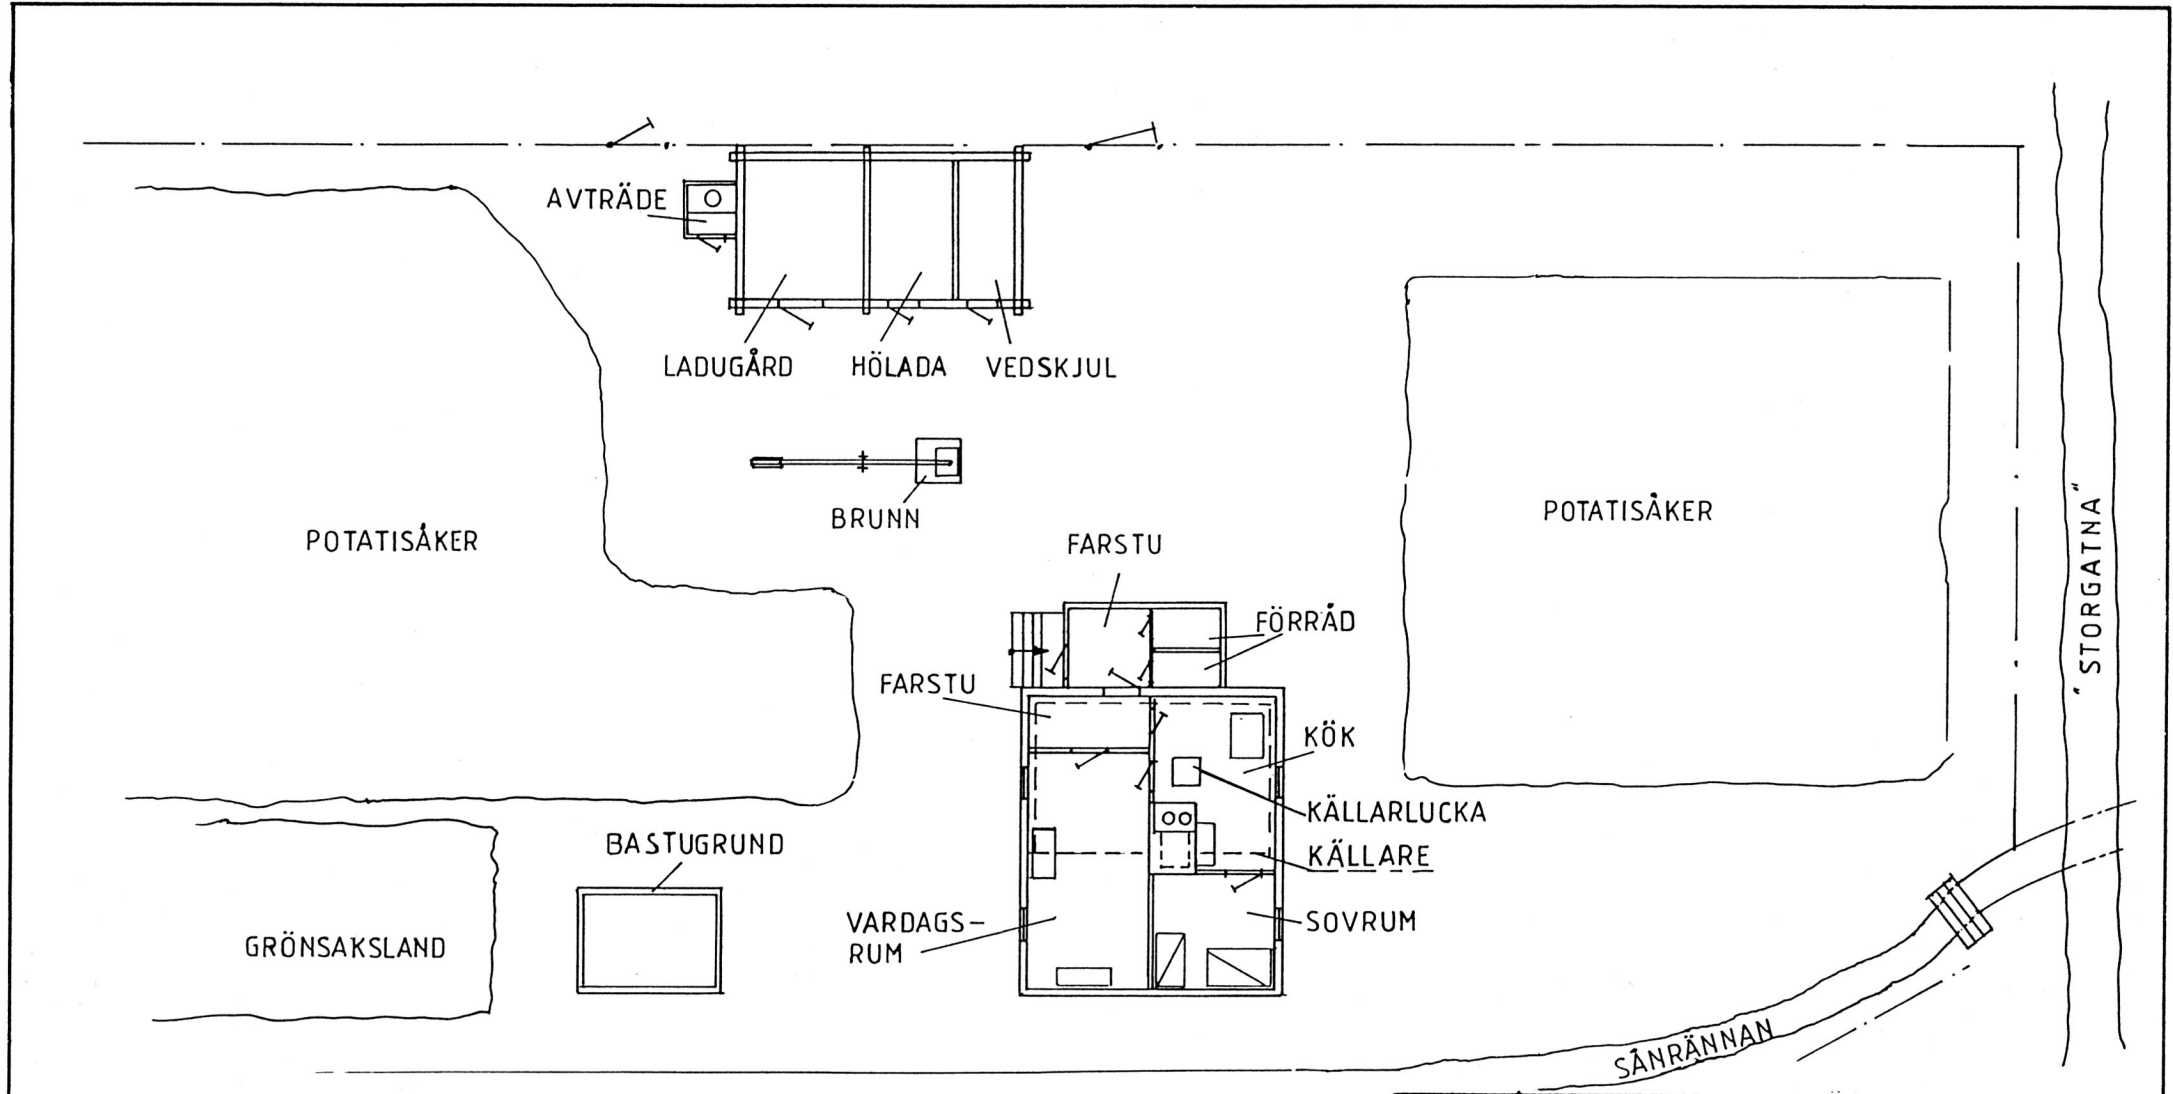 AVTRÄDE
LADUGÅRD
HÖLADA
VEDSKJUL
BRUNN
POTATISÅKER
POTATISÅKER
"STORGATNA"
FARSTU
FÖRRÅD
FARSTU
KÖK
KÄLLARLUCKA
KÄLLARE
BASTUGRUND
VARDAGS-
RUM
SOVRUM
GRÖNSAKSLAND
SÅNRÄNNAN